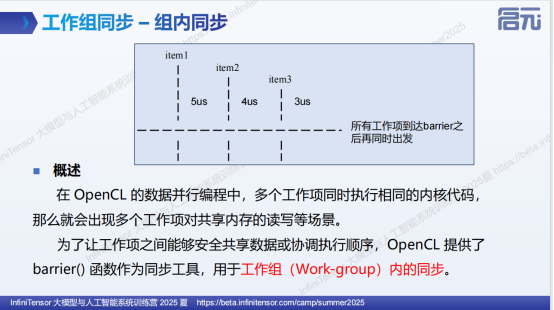 工作组同步 – 组内同步
启元
item1
item2
item3
5us
4us
3us
所有工作项到达barrier之
后再同时出发
概述
在 OpenCL 的数据并行编程中，多个工作项同时执行相同的内核代码，
那么就会出现多个工作项对共享内存的读写等场景。
为了让工作项之间能够安全共享数据或协调执行顺序，OpenCL 提供了
barrier() 函数作为同步工具，用于工作组（Work-group）内的同步。
InfiniTensor 大模型与人工智能系统训练营 2025 夏 https://beta.infinitensor.com/camp/summer2025